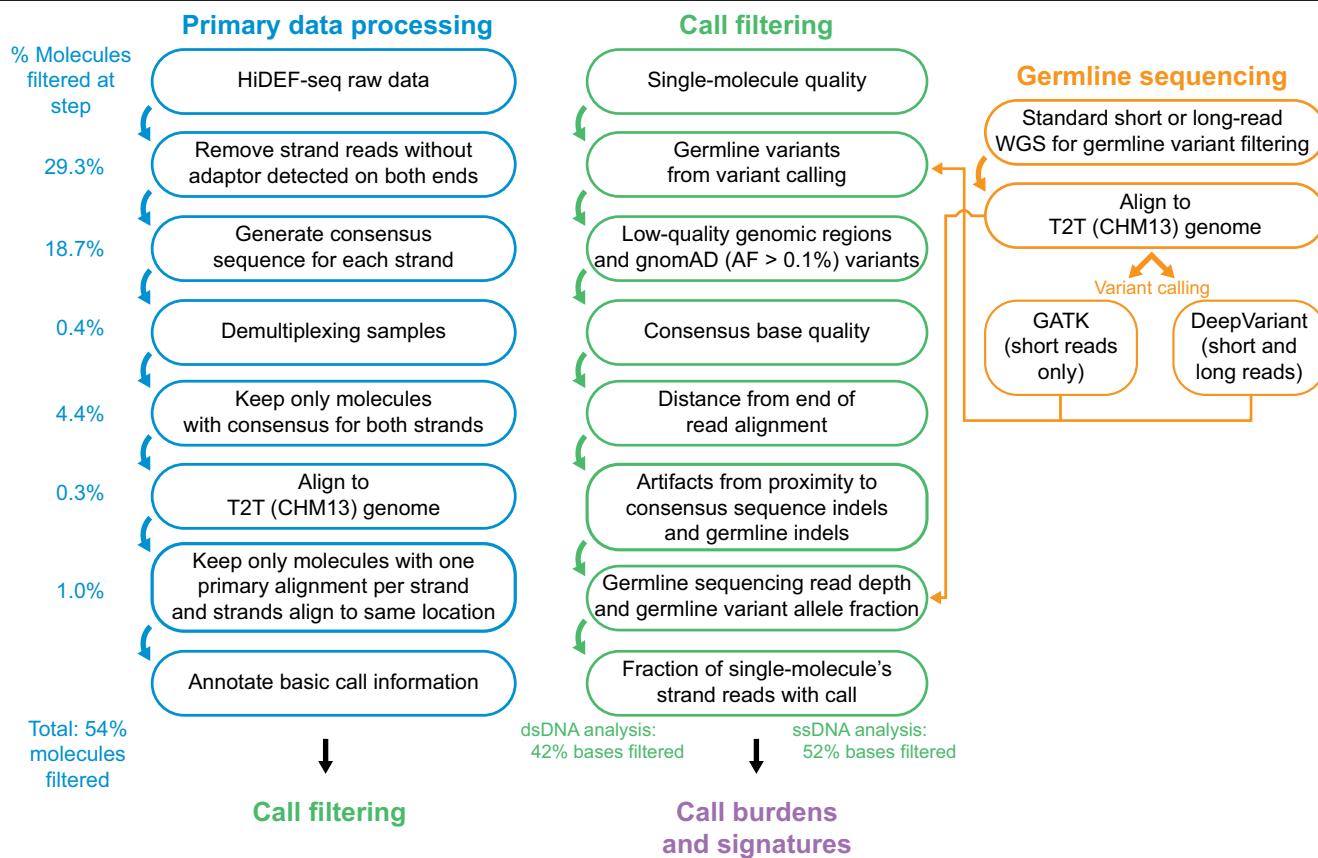 Primary data processing
% Molecules
filtered at
step
HiDEF-seq raw data
29.3%
Remove strand reads without
adaptor detected on both ends
18.7%
Generate consensus
sequence for each strand
0.4%
Demultiplexing samples
4.4%
Keep only molecules
with consensus for both strands
0.3%
Align to
T2T (CHM13) genome
1.0%
Keep only molecules with one
primary alignment per strand
and strands align to same location
Annotate basic call information
Total: 54%
molecules
filtered
Call filtering
Call filtering
Single-molecule quality
Germline variants
from variant calling
Low-quality genomic regions
and gnomAD (AF > 0.1%) variants
Consensus base quality
Distance from end of
read alignment
Artifacts from proximity to
consensus sequence indels
and germline indels
Germline sequencing read depth
and germline variant allele fraction
Fraction of single-molecule's
strand reads with call
dsDNA analysis:
42% bases filtered
ssDNA analysis:
52% bases filtered
Call burdens
and signatures
Germline sequencing
Standard short or long-read
WGS for germline variant filtering
Align to
T2T (CHM13) genome
Variant calling
GATK
(short reads
only)
DeepVariant
(short and
long reads)